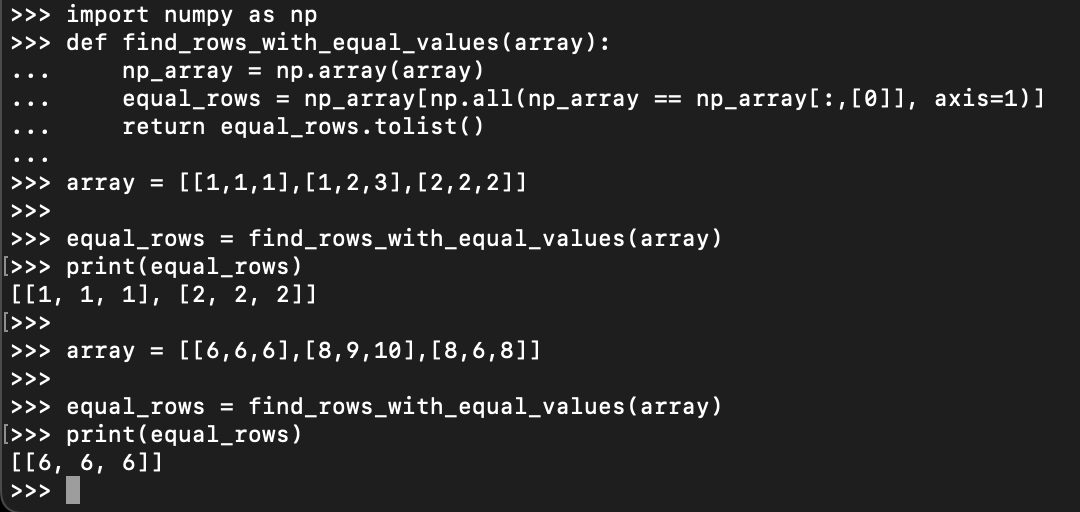 >>> import numpy as np
>>> def find_rows_with_equal_values(array):
...     np_array = np.array(array)
...     equal_rows = np_array[np.all(np_array == np_array[:,[0]], axis=1)]
...     return equal_rows.tolist()
...
>>> array = [[1,1,1],[1,2,3],[2,2,2]]
>>>
>>> equal_rows = find_rows_with_equal_values(array)
[>>> print(equal_rows)
[[1, 1, 1], [2, 2, 2]]
[>>>
>>> array = [[6,6,6],[8,9,10],[8,6,8]]
>>>
>>> equal_rows = find_rows_with_equal_values(array)
[>>> print(equal_rows)
[[6, 6, 6]]
>>>